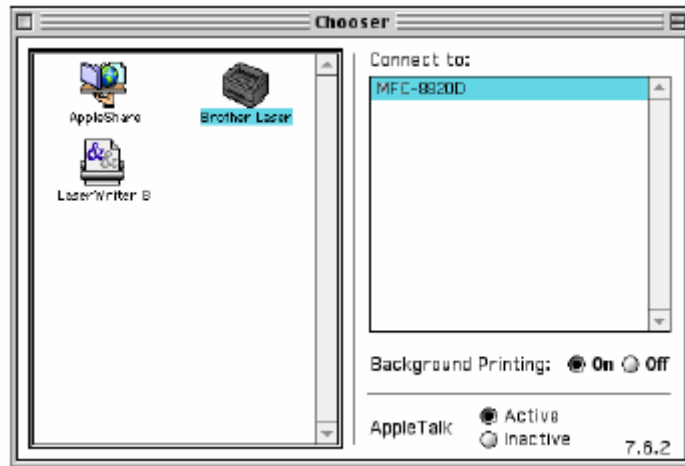 Chooser
AppleShare
Brother Laser
LaserWriter 8
Connect to:
MFC-8820D
Background Printing: On Off
AppleTalk
Active
Inactive
7.6.2